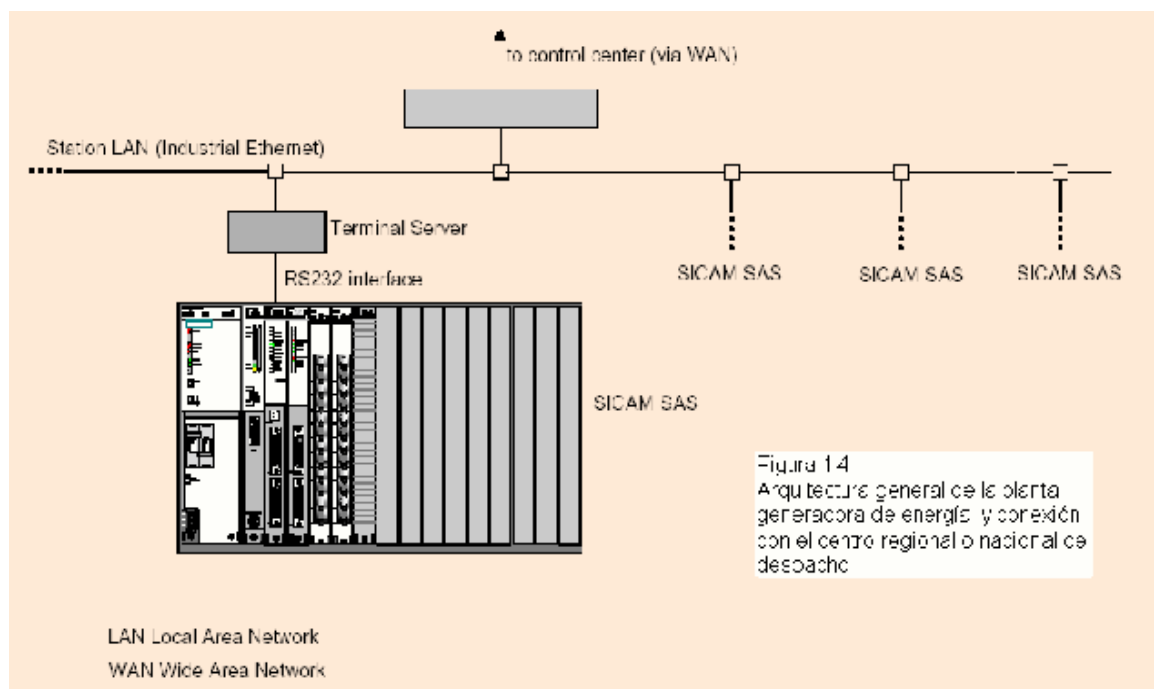 to control center (via WAN)
Station LAN (Industrial Ethernet)
Terminal Server
RS232 interface
SICAM SAS
SICAM SAS
SICAM SAS
SICAM SAS
Figura 1.4
Arquitectura general de la planta
generadora de energía y conexión
con el centro regional o nacional de
despacho
LAN Local Area Network
WAN Wide Area Network